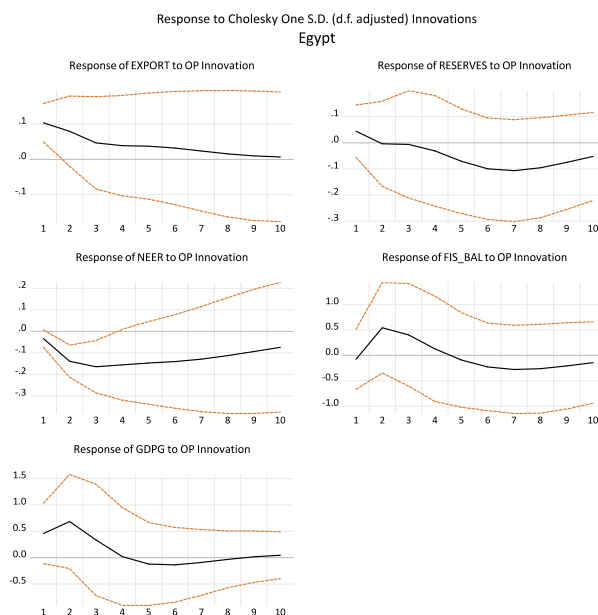 Response to Cholesky One S.D. (d.f. adjusted) Innovations
Egypt
Response of EXPORT to OP Innovation
.1
.0
-.1
1 2 3 4 5 6 7 8 9 10
Response of RESERVES to OP Innovation
.1
.0
-.1
-.2
-.3
1 2 3 4 5 6 7 8 9 10
Response of NEER to OP Innovation
.2
.1
.0
-.1
-.2
-.3
1 2 3 4 5 6 7 8 9 10
Response of FIS_BAL to OP Innovation
1.0
0.5
0.0
-0.5
-1.0
1 2 3 4 5 6 7 8 9 10
Response of GDPG to OP Innovation
1.5
1.0
0.5
0.0
-0.5
1 2 3 4 5 6 7 8 9 10